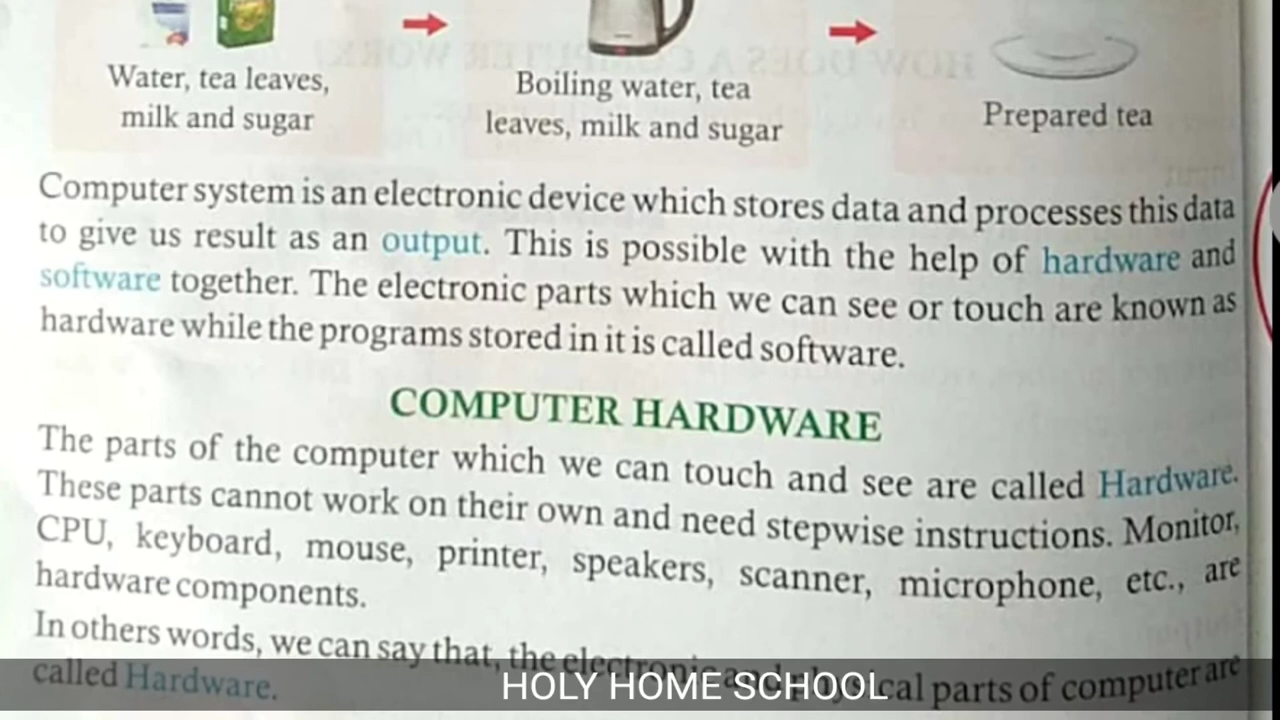 Water, tea leaves,
milk and sugar
Boiling water, tea
leaves, milk and sugar
Prepared tea
Computer system is an electronic device which stores data and processes this data
to give us result as an output. This is possible with the help of hardware and
software together. The electronic parts which we can see or touch are known as
hardware while the programs stored in it is called software.
COMPUTER HARDWARE
The parts of the computer which we can touch and see are called Hardware.
These parts cannot work on their own and need stepwise instructions. Monitor,
CPU, keyboard, mouse, printer, speakers, scanner, microphone, etc., are
hardware components.
In others words, we can say that, the electronic and physical parts of computer are
called Hardware.
HOLY HOME SCHOOL